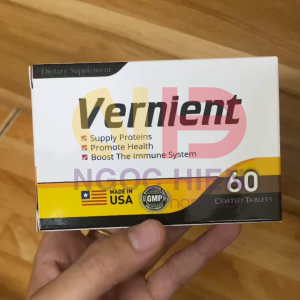 Dietary Supplement
Vernient
Supply Proteins
Promote Health
Boost The Immune System
NGOC HIEP
60
COATED TABLETS
MADE IN
USA
GMP